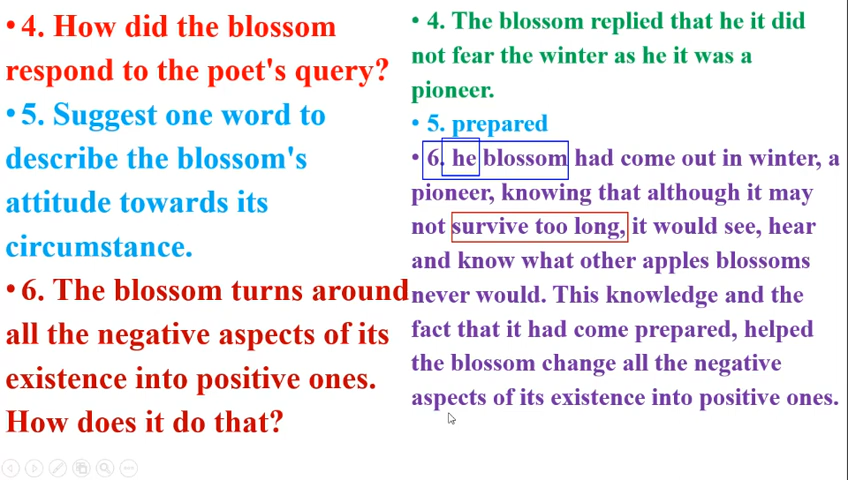 • 4. How did the blossom
respond to the poet's query?
• 5. Suggest one word to
describe the blossom's
attitude towards its
circumstance.
• 6. The blossom turns around
all the negative aspects of its
existence into positive ones.
How does it do that?
• 4. The blossom replied that he it did
not fear the winter as he it was a
pioneer.
• 5. prepared
• 6. he blossom had come out in winter, a
pioneer, knowing that although it may
not survive too long, it would see, hear
and know what other apples blossoms
never would. This knowledge and the
fact that it had come prepared, helped
the blossom change all the negative
aspects of its existence into positive ones.